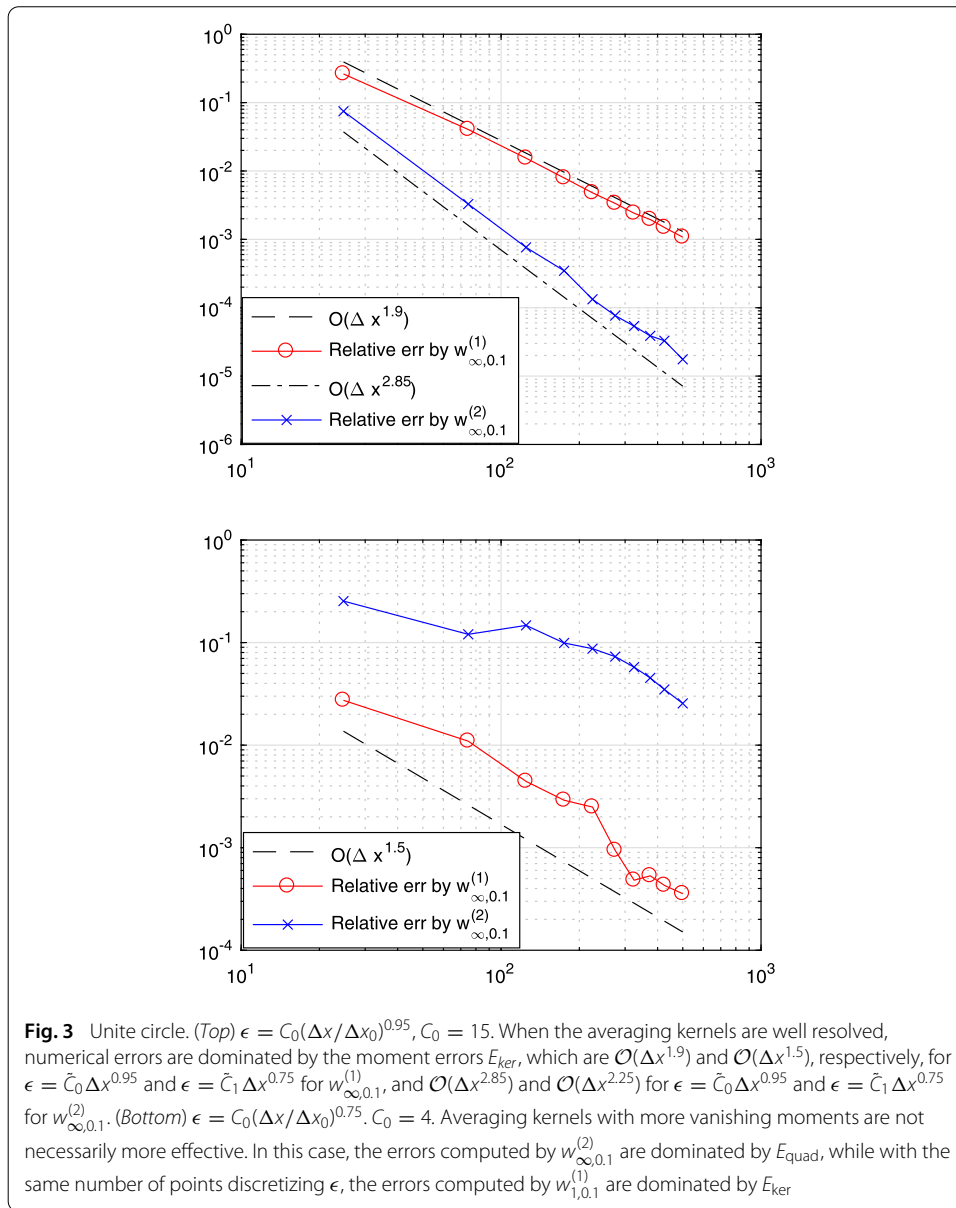 10^0
10^-1
10^-2
10^-3
10^-4
10^-5
10^-6
O(Δ x^1.9)
Relative err by w^(1)_∞,0.1
O(Δ x^2.85)
Relative err by w^(2)_∞,0.1
10^1 10^2 10^3
10^0
10^-1
10^-2
10^-3
10^-4
O(Δ x^1.5)
Relative err by w^(1)_∞,0.1
Relative err by w^(2)_∞,0.1
10^1 10^2 10^3
Fig. 3 Unite circle. (Top) ϵ = C_0(Δx/Δx_0)^0.95, C_0 = 15. When the averaging kernels are well resolved,
numerical errors are dominated by the moment errors E_ker, which are O(Δx^1.9) and O(Δx^1.5), respectively, for
ϵ = C̃_0Δx^0.95 and ϵ = C̃_1Δx^0.75 for w^(1)_∞,0.1, and O(Δx^2.85) and O(Δx^2.25) for ϵ = C̃_0Δx^0.95 and ϵ = C̃_1Δx^0.75
for w^(2)_∞,0.1. (Bottom) ϵ = C_0(Δx/Δx_0)^0.75. C_0 = 4. Averaging kernels with more vanishing moments are not
necessarily more effective. In this case, the errors computed by w^(2)_∞,0.1 are dominated by E_quad, while with the
same number of points discretizing ϵ, the errors computed by w^(1)_1,0.1 are dominated by E_ker